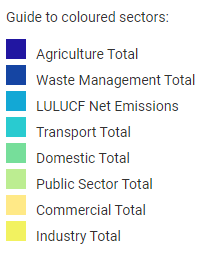 Guide to coloured sectors:
Agriculture Total
Waste Management Total
LULUCF Net Emissions
Transport Total
Domestic Total
Public Sector Total
Commercial Total
Industry Total